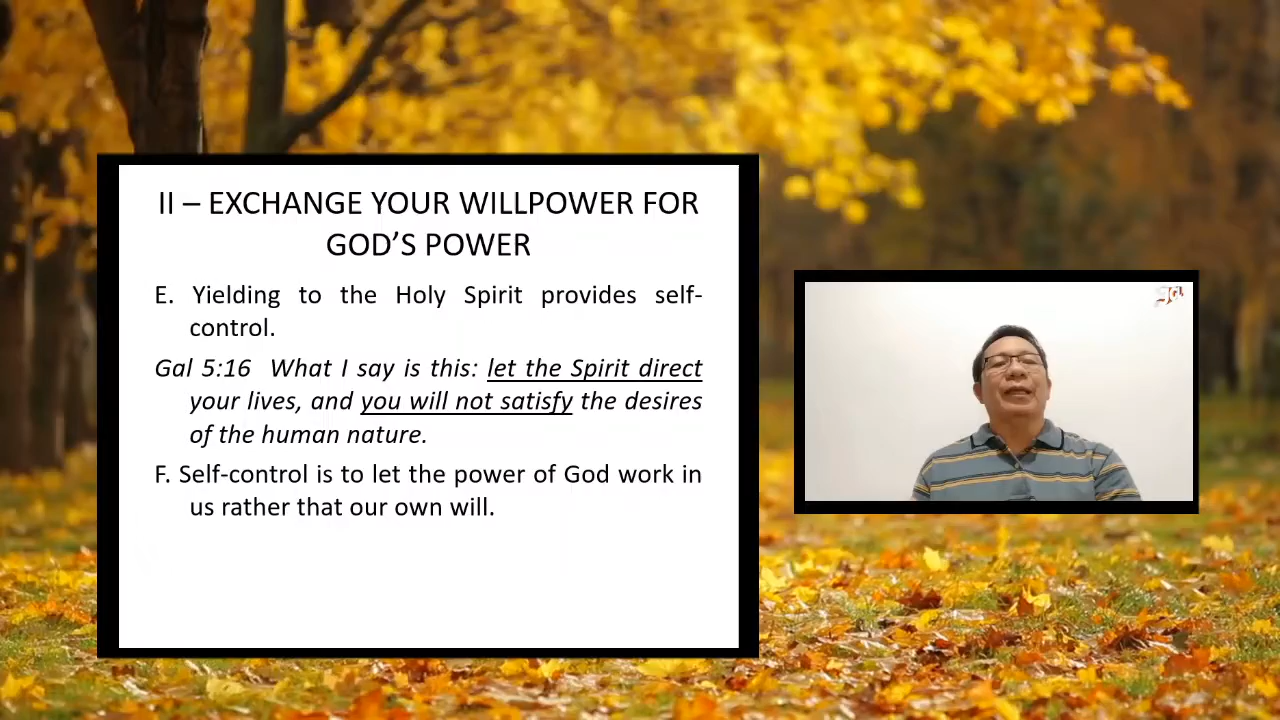 II – EXCHANGE YOUR WILLPOWER FOR
GOD’S POWER
E. Yielding to the Holy Spirit provides self-
control.
Gal 5:16 What I say is this: let the Spirit direct
your lives, and you will not satisfy the desires
of the human nature.
F. Self-control is to let the power of God work in
us rather that our own will.